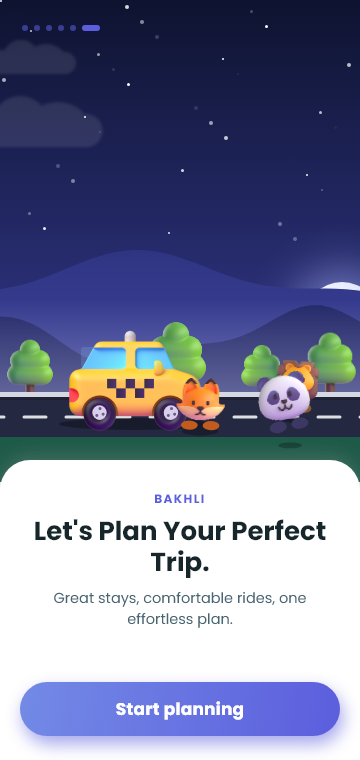 BAKHLI
Let's Plan Your Perfect
Trip.
Great stays, comfortable rides, one
effortless plan.
Start planning